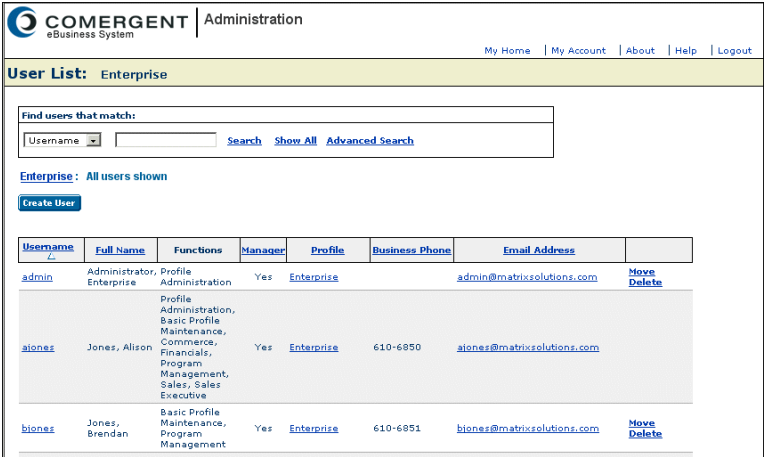 COMERGENT
eBusiness System
Administration
My Home | My Account | About | Help | Logout
User List: Enterprise
Find users that match:
Username Search Show All Advanced Search
Enterprise : All users shown
Create User
Username Full Name Functions Manager Profile Business Phone Email Address
admin Administrator, Enterprise Profile Administration Yes Enterprise admin@matrixsolutions.com Move Delete
ajones Jones, Alison Profile Administration, Basic Profile Maintenance, Commerce, Financials, Program Management, Sales, Sales Executive Yes Enterprise 610-6850 ajones@matrixsolutions.com
bjones Jones, Brendan Basic Profile Maintenance, Program Management Yes Enterprise 610-6851 bjones@matrixsolutions.com Move Delete